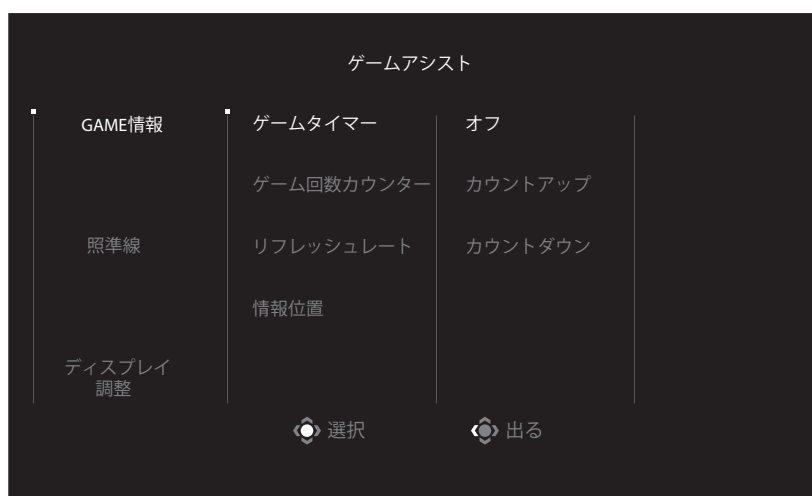 ゲームアシスト
GAME情報
ゲームタイマー
オフ
ゲーム回数カウンター
カウントアップ
照準線
リフレッシュレート
カウントダウン
情報位置
ディスプレイ
調整
選択
出る